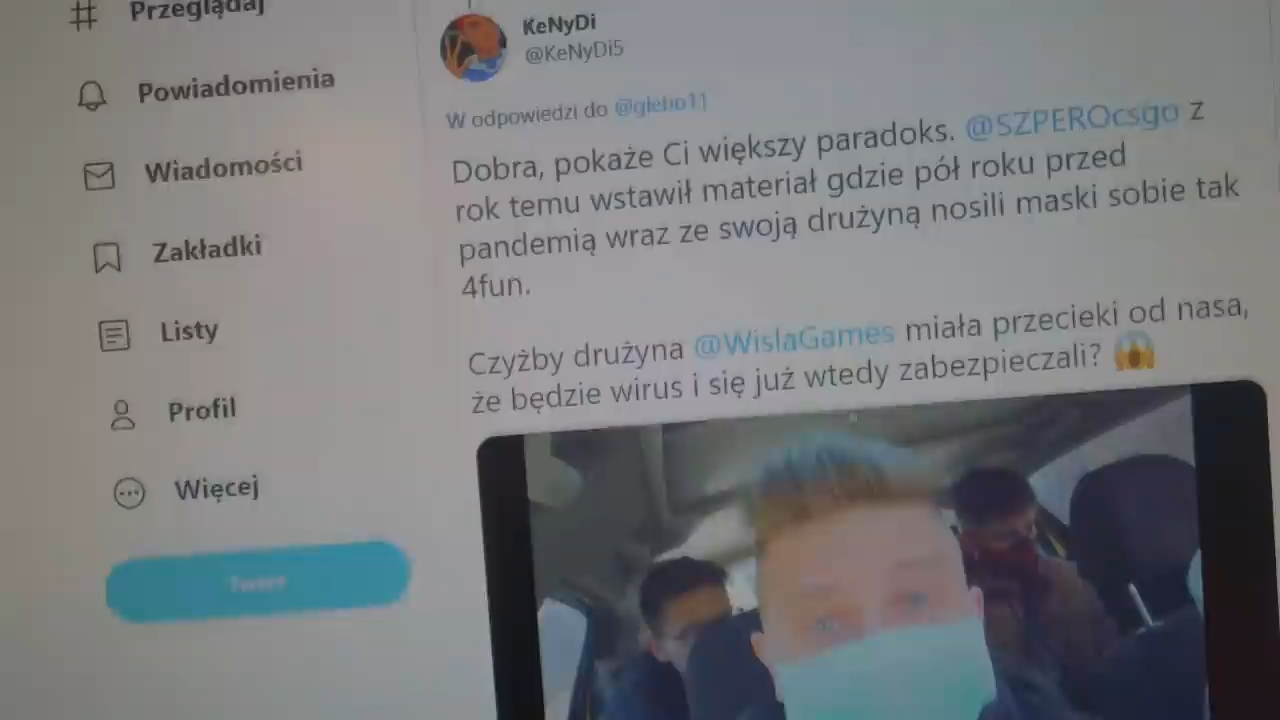 Przeglądaj
Powiadomienia
Wiadomości
Zakładki
Listy
Profil
Więcej
Tweet
KeNyDi
@KeNyDi5
W odpowiedzi do @glebo11
Dobra, pokaże Ci większy paradoks. @SZPEROcsgo z
rok temu wstawił materiał gdzie pół roku przed
pandemią wraz ze swoją drużyną nosili maski sobie tak
4fun.
Czyżby drużyna @WislaGames miała przecieki od nasa,
że będzie wirus i się już wtedy zabezpieczali? 😱